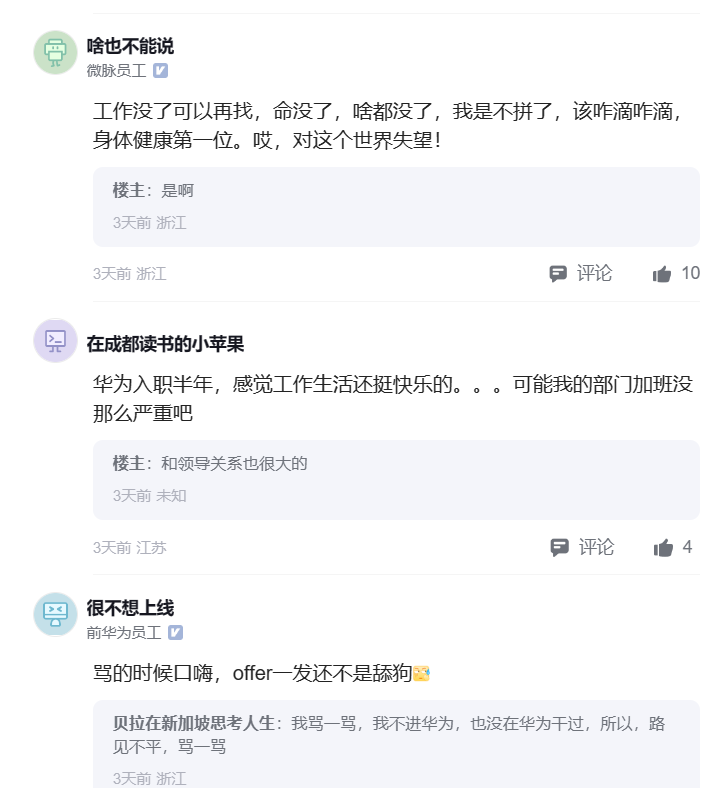 啥也不能说
微脉员工
工作没了可以再找，命没了，啥都没了，我是不拼了，该咋滴咋滴，
身体健康第一位。哎，对这个世界失望！
楼主：是啊
3天前 浙江
3天前 浙江 评论 10
在成都读书的小苹果
华为入职半年，感觉工作生活还挺快乐的。。。可能我的部门加班没
那么严重吧
楼主：和领导关系也很大的
3天前 未知
3天前 江苏 评论 4
很不想上线
前华为员工
骂的时候口嗨，offer一发还不是舔狗
贝拉在新加坡思考人生：我骂一骂，我不进华为，也没在华为干过，所以，路
见不平，骂一骂
3天前 浙江